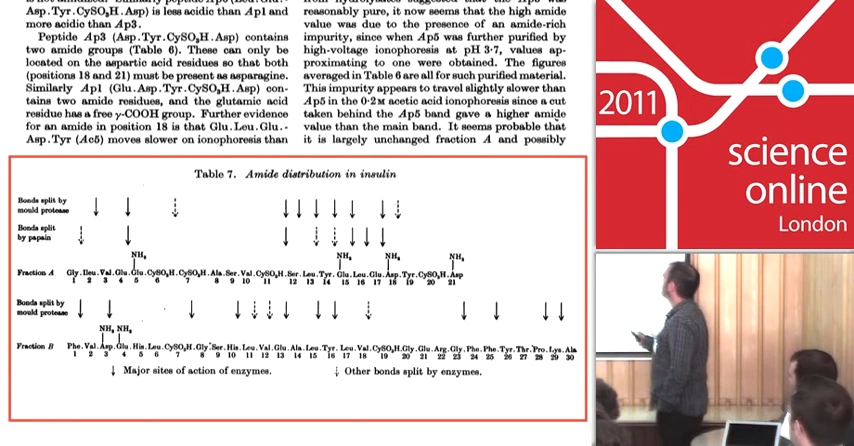 Asp.Tyr.CySO₃H.Asp) is less acidic than Ap1 and
more acidic than Ap3.
Peptide Ap3 (Asp.Tyr.CySO₃H.Asp) contains
two amide groups (Table 6). These can only be
located on the aspartic acid residues so that both
(positions 18 and 21) must be present as asparagine.
Similarly Ap1 (Glu.Asp.Tyr.CySO₃H.Asp) con-
tains two amide residues, and the glutamic acid
residue has a free γ-COOH group. Further evidence
for an amide in position 18 is that Glu.Leu.Glu.-
Asp.Tyr (Ac5) moves slower on ionophoresis than
reasonably pure, it now seems that the high amide
value was due to the presence of an amide-rich
impurity, since when Ap5 was further purified by
high-voltage ionophoresis at pH 3·7, values ap-
proximating to one were obtained. The figures
averaged in Table 6 are all for such purified material.
This impurity appears to travel slightly slower than
Ap5 in the 0·2M acetic acid ionophoresis since a cut
taken behind the Ap5 band gave a higher amide
value than the main band. It seems probable that
it is largely unchanged fraction A and possibly
Table 7. Amide distribution in insulin
Bonds split by
mould protease
Bonds split
by papain
NH₂ NH₂ NH₂ NH₂
Fraction A Gly.Ileu.Val.Glu.Glu.CySO₃H.CySO₃H.Ala.Ser.Val.CySO₃H.Ser.Leu.Tyr.Glu.Leu.Glu.Asp.Tyr.CySO₃H.Asp
1 2 3 4 5 6 7 8 9 10 11 12 13 14 15 16 17 18 19 20 21
Bonds split by
mould protease
NH₂ NH₂
Fraction B Phe.Val.Asp.Glu.His.Leu.CySO₃H.Gly.Ser.His.Leu.Val.Glu.Ala.Leu.Tyr.Leu.Val.CySO₃H.Gly.Glu.Arg.Gly.Phe.Phe.Tyr.Thr.Pro.Lys.Ala
1 2 3 4 5 6 7 8 9 10 11 12 13 14 15 16 17 18 19 20 21 22 23 24 25 26 27 28 29 30
↓ Major sites of action of enzymes. ⇣ Other bonds split by enzymes.
2011
science
online
London